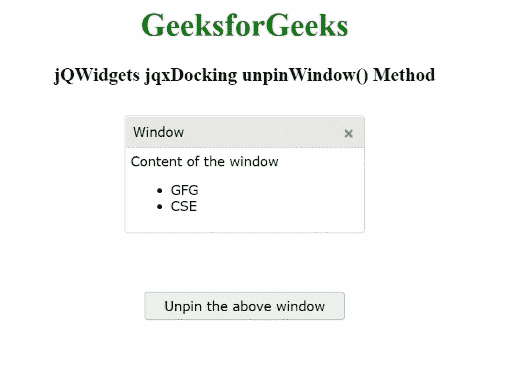 GeeksforGeeks
jQWidgets jqxDocking unpinWindow() Method
Window
Content of the window
GFG
CSE
Unpin the above window